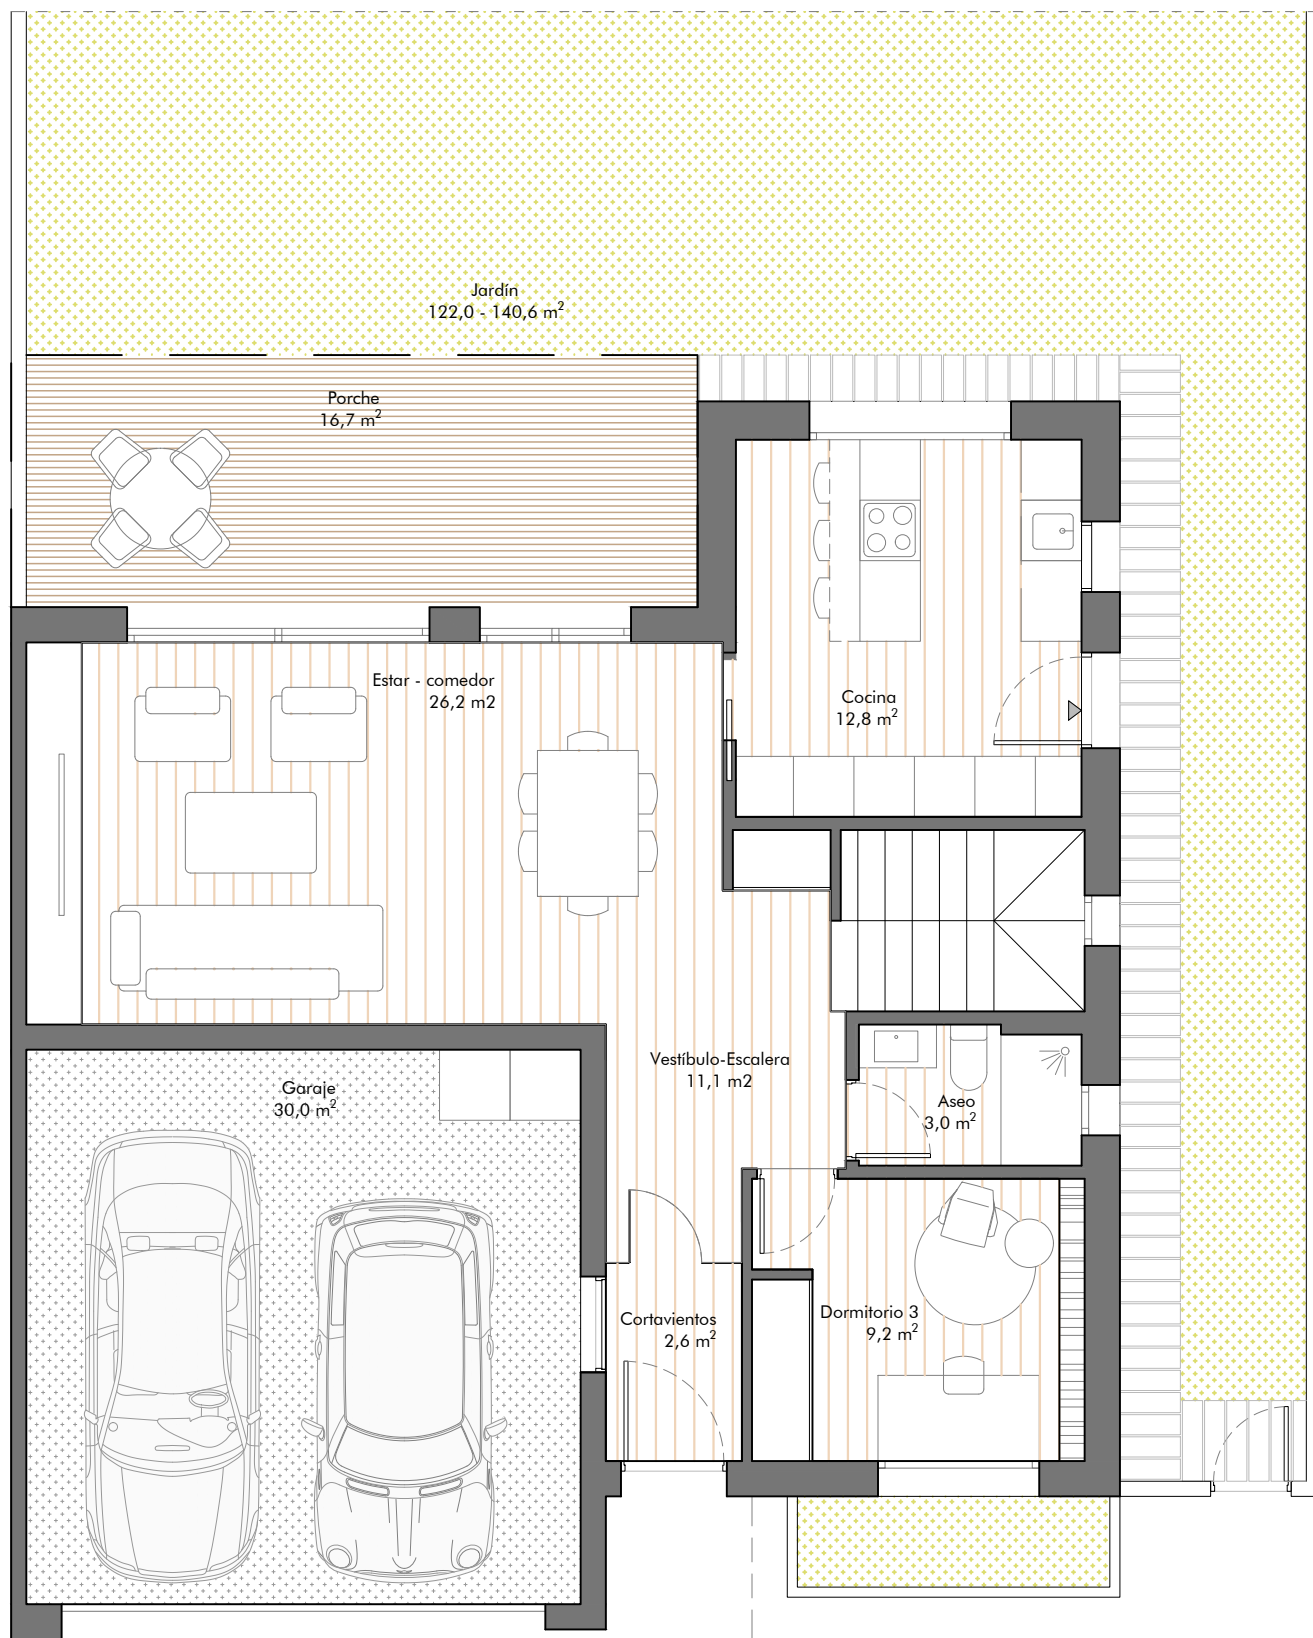 Jardín
122,0 - 140,6 m²
Porche
16,7 m²
Estar - comedor
26,2 m2
Cocina
12,8 m²
Vestíbulo-Escalera
11,1 m2
Garaje
30,0 m²
Aseo
3,0 m²
Cortavientos
2,6 m²
Dormitorio 3
9,2 m²